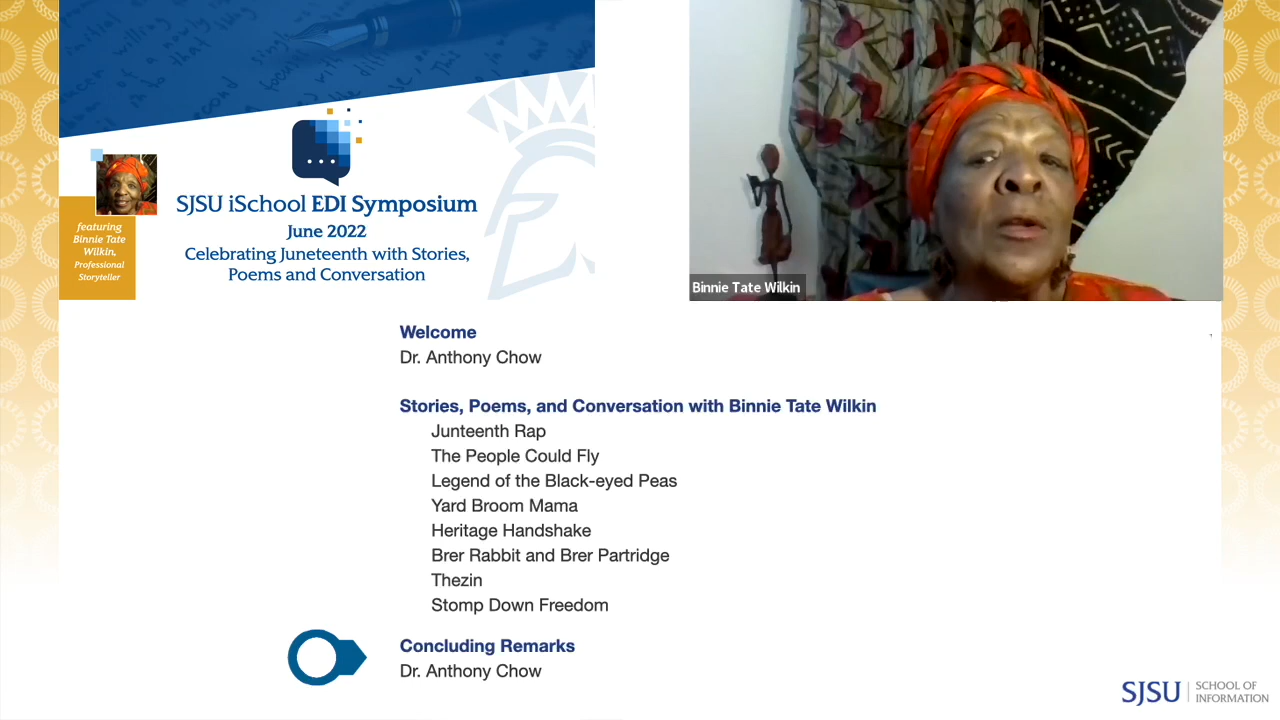 featuring
Binnie Tate
Wilkin,
Professional
Storyteller
SJSU iSchool EDI Symposium
June 2022
Celebrating Juneteenth with Stories,
Poems and Conversation
Binnie Tate Wilkin
Welcome
Dr. Anthony Chow
Stories, Poems, and Conversation with Binnie Tate Wilkin
Junteenth Rap
The People Could Fly
Legend of the Black-eyed Peas
Yard Broom Mama
Heritage Handshake
Brer Rabbit and Brer Partridge
Thezin
Stomp Down Freedom
Concluding Remarks
Dr. Anthony Chow
SJSU | SCHOOL OF
INFORMATION